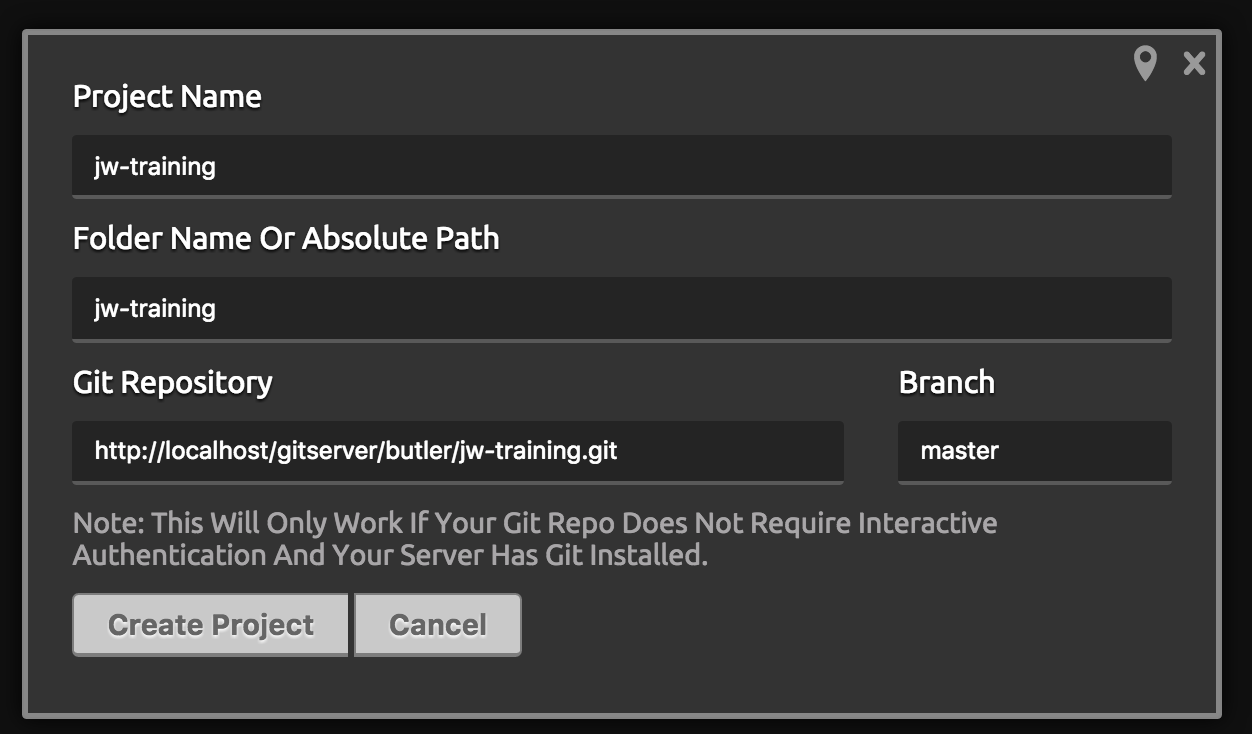 Project Name
jw-training
Folder Name Or Absolute Path
jw-training
Git Repository
Branch
http://localhost/gitserver/butler/jw-training.git
master
Note: This Will Only Work If Your Git Repo Does Not Require Interactive
Authentication And Your Server Has Git Installed.
Create Project
Cancel